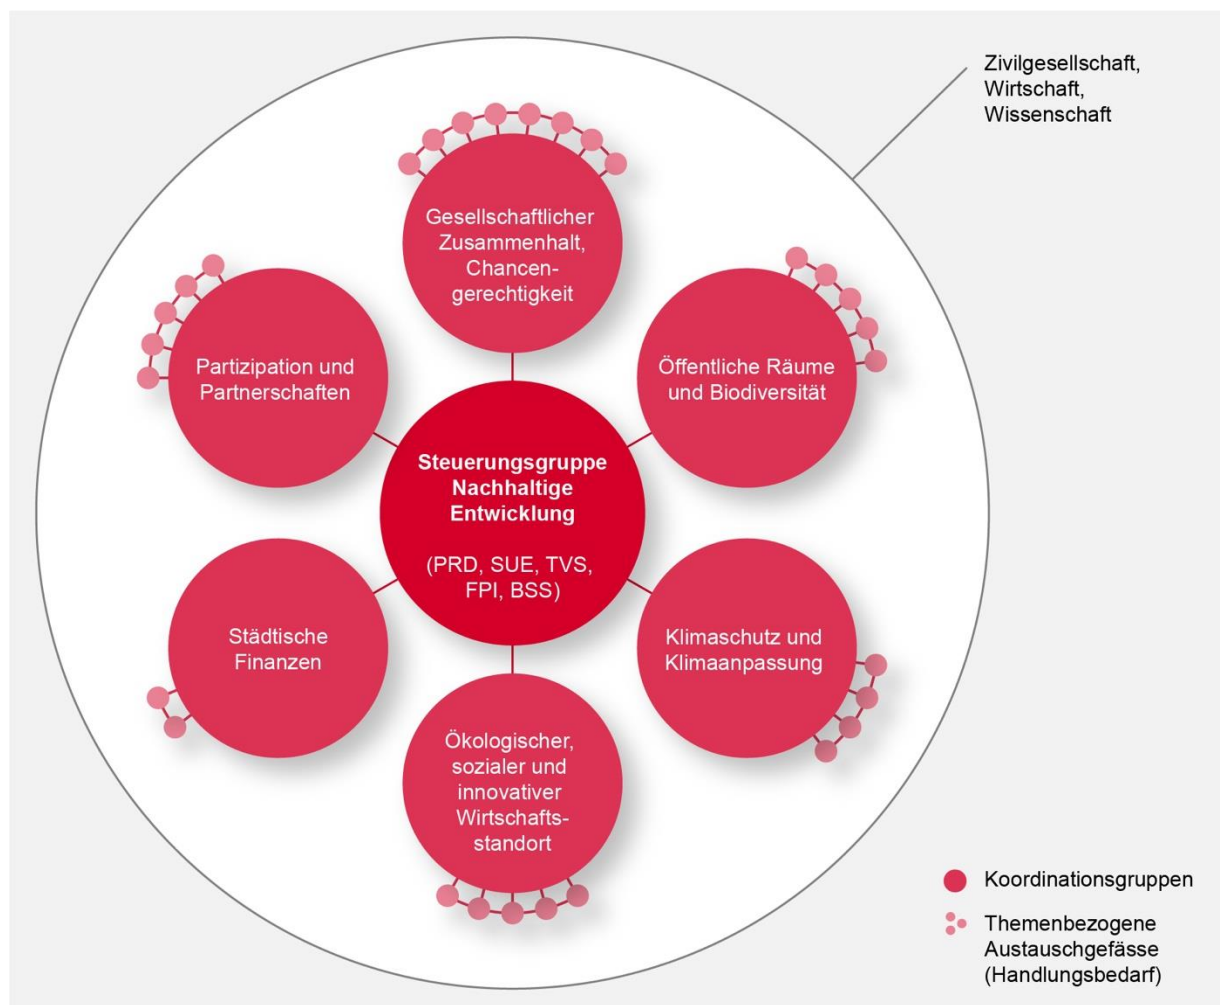 Zivilgesellschaft,
Wirtschaft,
Wissenschaft
Gesellschaftlicher
Zusammenhalt,
Chancen-
gerechtigkeit
Partizipation und
Partnerschaften
Öffentliche Räume
und Biodiversität
Steuerungsgruppe
Nachhaltige
Entwicklung
(PRD, SUE, TVS,
FPI, BSS)
Städtische
Finanzen
Klimaschutz und
Klimaanpassung
Ökologischer,
sozialer und
innovativer
Wirtschafts-
standort
Koordinationsgruppen
Themenbezogene
Austauschgefässe
(Handlungsbedarf)